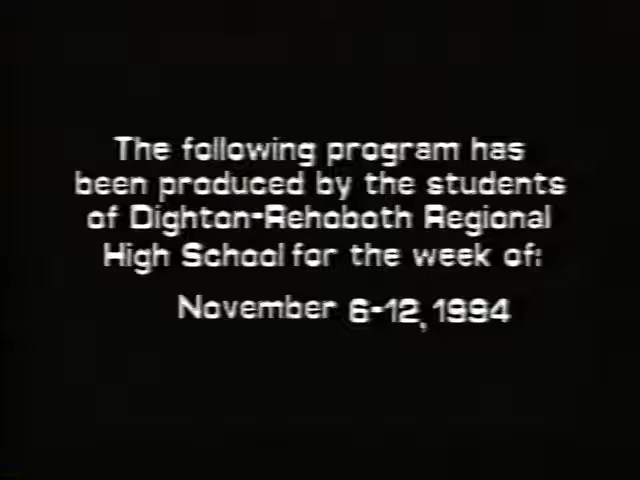 The following program has
been produced by the students
of Dighton-Rehoboth Regional
High School for the week of:
November 6-12, 1994